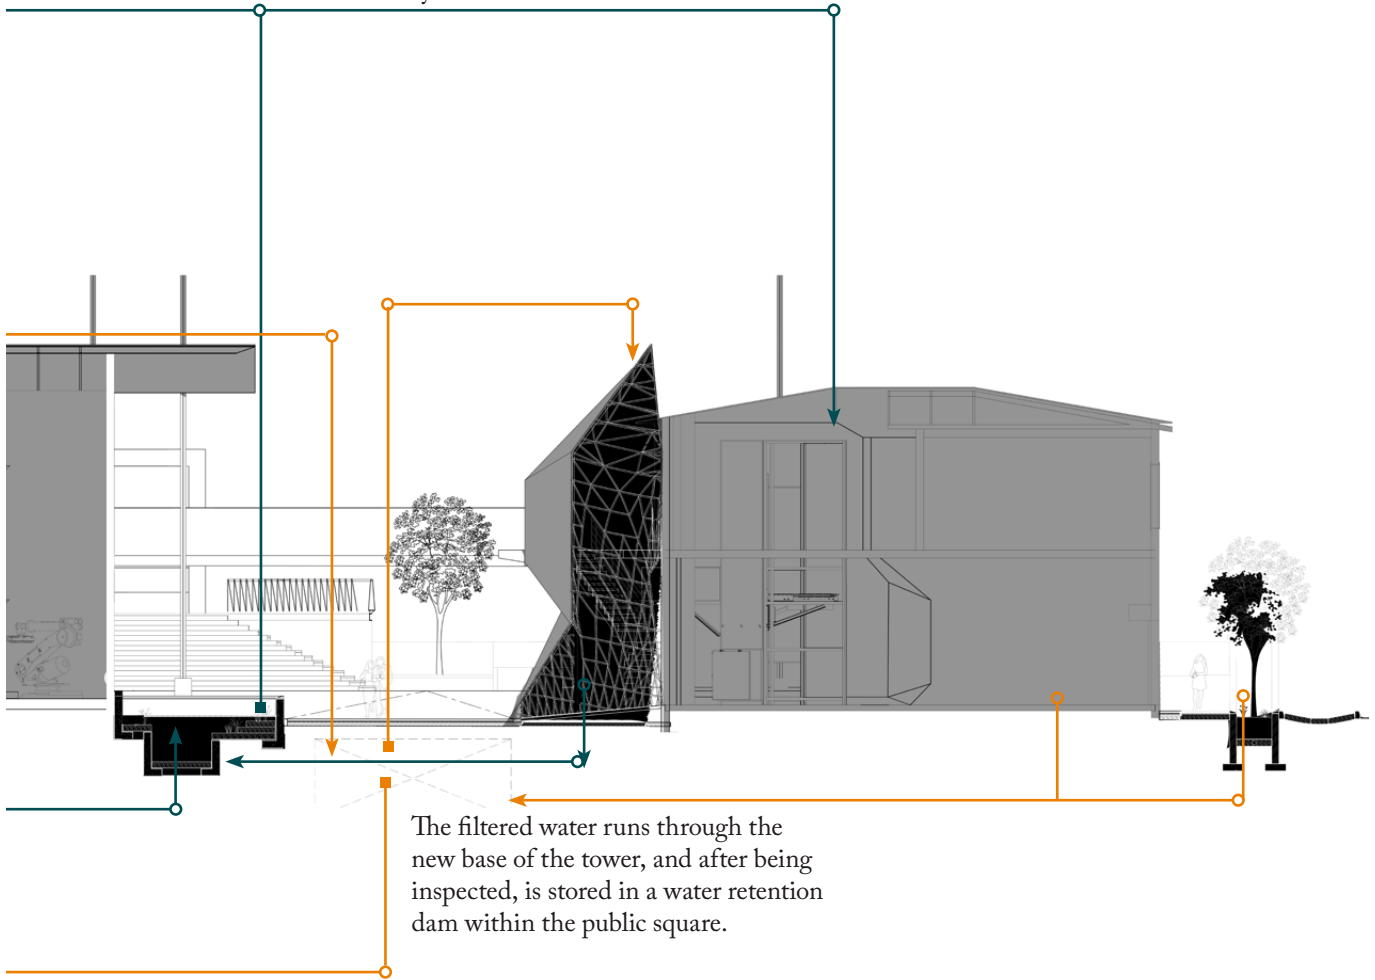 The filtered water runs through the
new base of the tower, and after being
inspected, is stored in a water retention
dam within the public square.